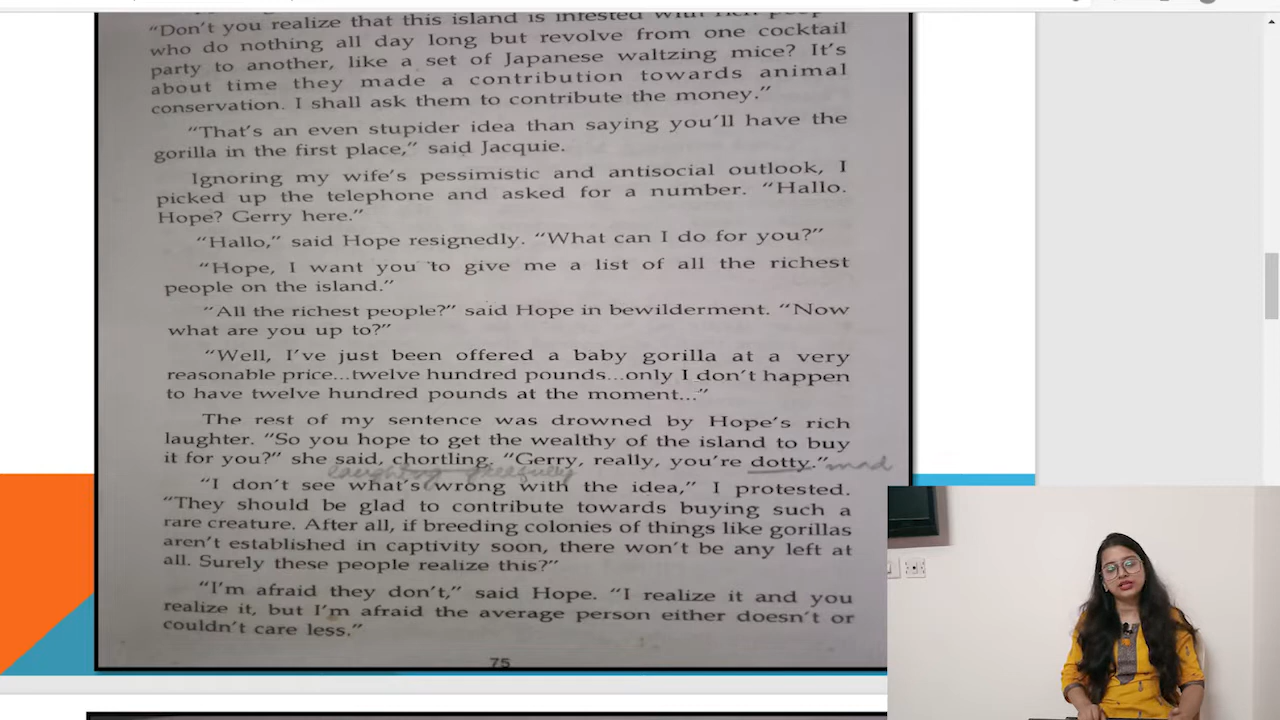 "Don't you realize that this island is infested with rich
who do nothing all day long but revolve from one cocktail
party to another, like a set of Japanese waltzing mice? It's
about time they made a contribution towards animal
conservation. I shall ask them to contribute the money."
"That's an even stupider idea than saying you'll have the
gorilla in the first place," said Jacquie.
Ignoring my wife's pessimistic and antisocial outlook, I
picked up the telephone and asked for a number. "Hallo.
Hope? Gerry here."
"Hallo," said Hope resignedly. "What can I do for you?"
"Hope, I want you to give me a list of all the richest
people on the island."
"All the richest people?" said Hope in bewilderment. "Now
what are you up to?"
"Well, I've just been offered a baby gorilla at a very
reasonable price...twelve hundred pounds...only I don't happen
to have twelve hundred pounds at the moment..."
The rest of my sentence was drowned by Hope's rich
laughter. "So you hope to get the wealthy of the island to buy
it for you?" she said, chortling. "Gerry, really, you're dotty." mad
laughing gleefully
"I don't see what's wrong with the idea," I protested.
"They should be glad to contribute towards buying such a
rare creature. After all, if breeding colonies of things like gorillas
aren't established in captivity soon, there won't be any left at
all. Surely these people realize this?"
"I'm afraid they don't," said Hope. "I realize it and you
realize it, but I'm afraid the average person either doesn't or
couldn't care less."
75